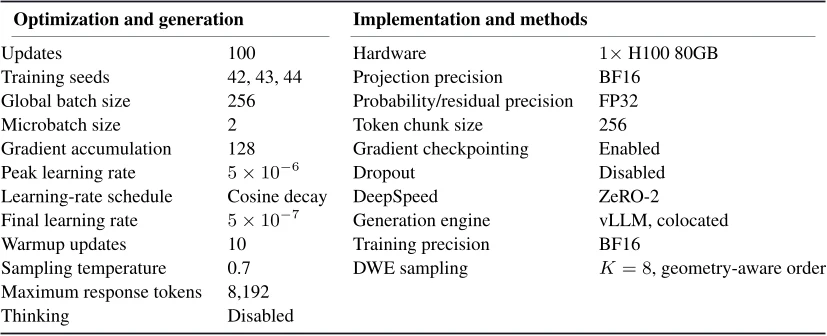 Optimization and generation Implementation and methods
Updates 100 Hardware 1× H100 80GB
Training seeds 42, 43, 44 Projection precision BF16
Global batch size 256 Probability/residual precision FP32
Microbatch size 2 Token chunk size 256
Gradient accumulation 128 Gradient checkpointing Enabled
Peak learning rate 5 × 10⁻⁶ Dropout Disabled
Learning-rate schedule Cosine decay DeepSpeed ZeRO-2
Final learning rate 5 × 10⁻⁷ Generation engine vLLM, colocated
Warmup updates 10 Training precision BF16
Sampling temperature 0.7 DWE sampling K = 8, geometry-aware order
Maximum response tokens 8,192
Thinking Disabled